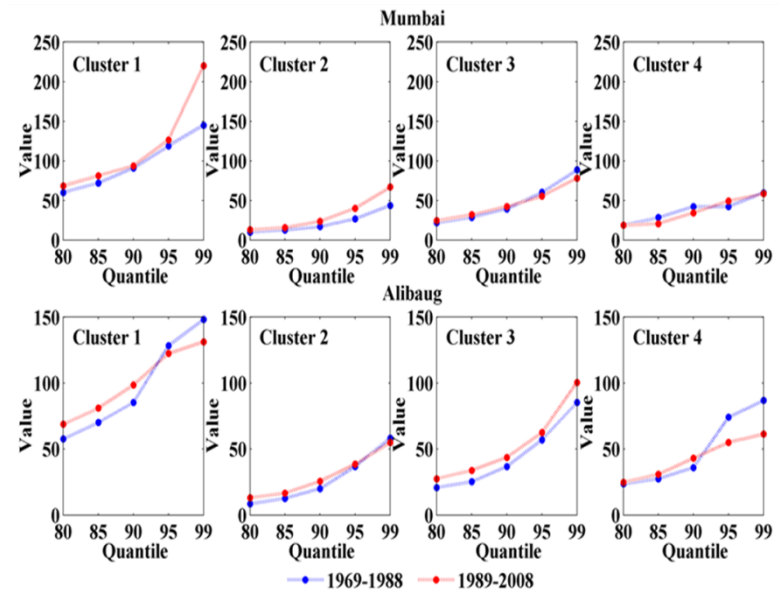 Mumbai
250 250 250 250
Cluster 1 Cluster 2 Cluster 3 Cluster 4
200 200 200 200
150 150 150 150
Value Value Value Value
100 100 100 100
50 50 50 50
0 0 0 0
80 85 90 95 99 80 85 90 95 99 80 85 90 95 99 80 85 90 95 99
Quantile Quantile Quantile Quantile
Alibaug
150 150 150 150
Cluster 1 Cluster 2 Cluster 3 Cluster 4
100 100 100 100
Value Value Value Value
50 50 50 50
0 0 0 0
80 85 90 95 99 80 85 90 95 99 80 85 90 95 99 80 85 90 95 99
Quantile Quantile Quantile Quantile
1969-1988 1989-2008